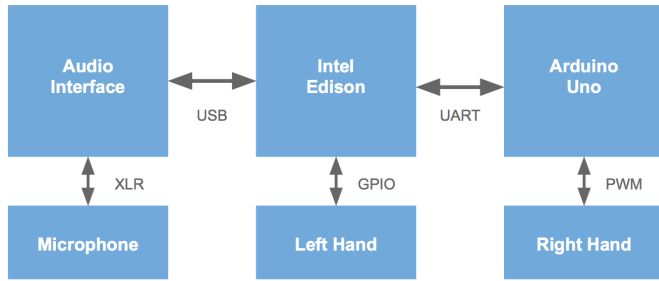 Audio
Interface
Intel
Edison
Arduino
Uno
USB
UART
XLR
GPIO
PWM
Microphone
Left Hand
Right Hand